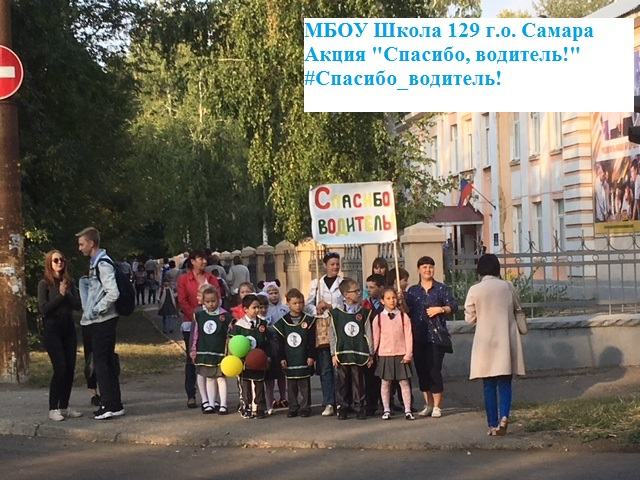 МБОУ Школа 129 г.о. Самара
Акция "Спасибо, водитель!"
#Спасибо_водитель!
Спасибо
водитель